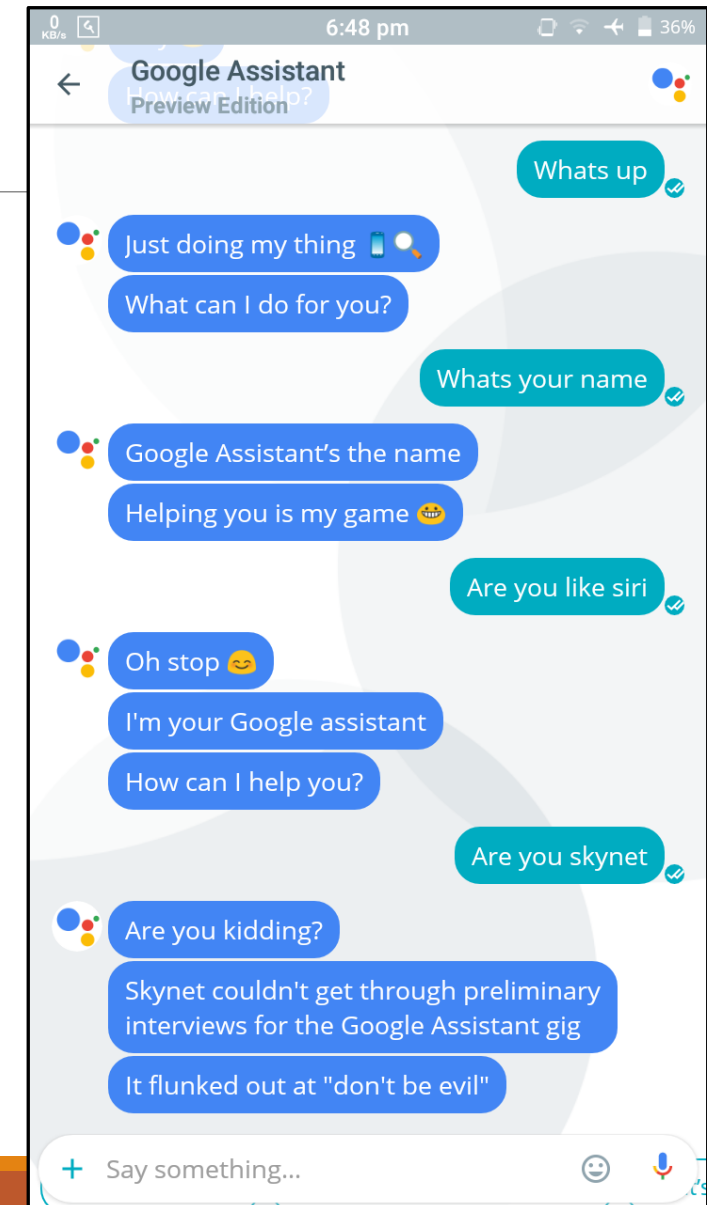 0
KB/s
6:48 pm
36%
Google Assistant
How can I help?
Preview Edition
Whats up
Just doing my thing 📱🔍
What can I do for you?
Whats your name
Google Assistant’s the name
Helping you is my game 😁
Are you like siri
Oh stop 😊
I'm your Google assistant
How can I help you?
Are you skynet
Are you kidding?
Skynet couldn't get through preliminary
interviews for the Google Assistant gig
It flunked out at "don't be evil"
Say something...